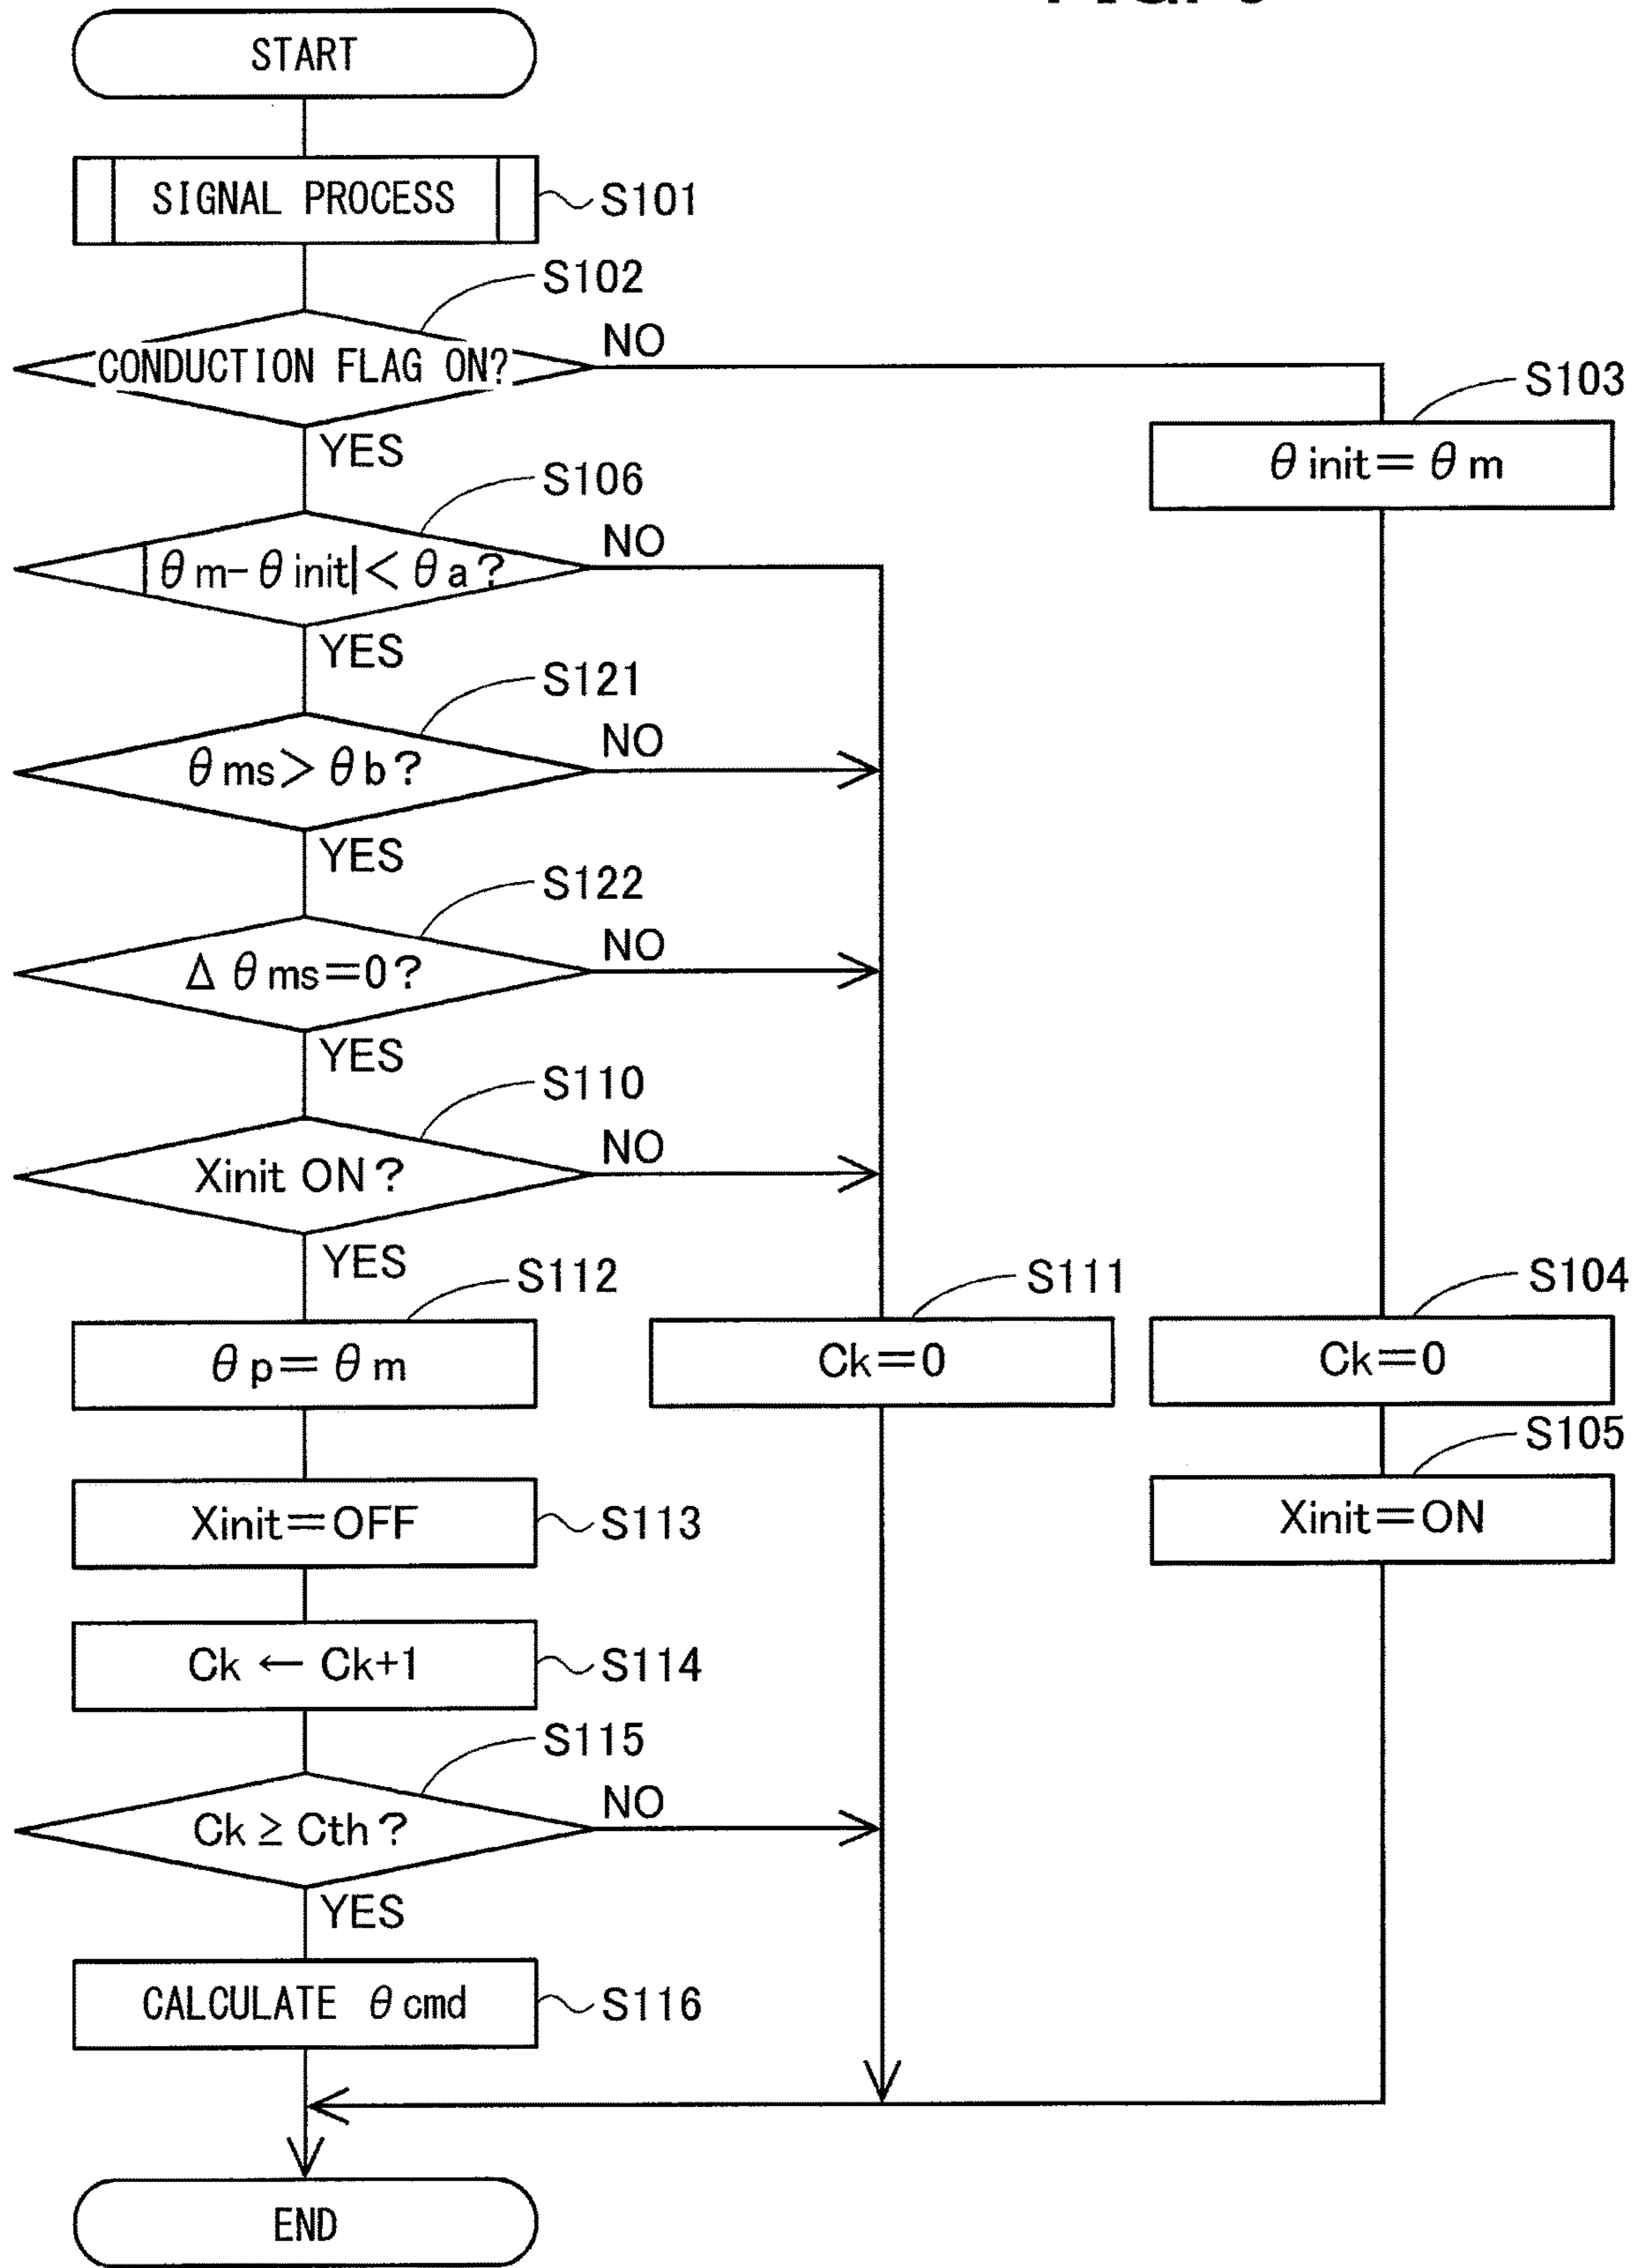 START
SIGNAL PROCESS
S101
S102
CONDUCTION FLAG ON?
NO
S103
θ init = θ m
YES
S106
|θ m- θ init| < θ a ?
NO
YES
S121
θ ms > θ b ?
NO
YES
S122
Δ θ ms = 0 ?
NO
YES
S110
Xinit ON ?
NO
YES
S112
S111
S104
θ p = θ m
Ck = 0
Ck = 0
S105
Xinit = OFF
S113
Xinit = ON
Ck ← Ck+1
S114
S115
Ck ≥ Cth ?
NO
YES
CALCULATE θ cmd
S116
END